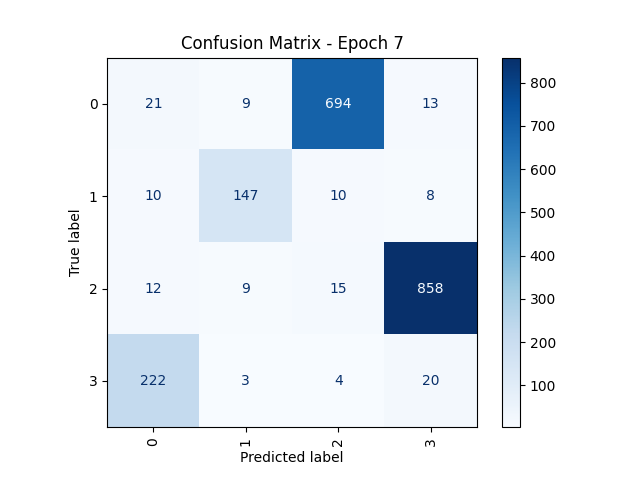 Confusion Matrix - Epoch 7
0 21 9 694 13
1 10 147 10 8
2 12 9 15 858
3 222 3 4 20
0 1 2 3
Predicted label
True label
800
700
600
500
400
300
200
100